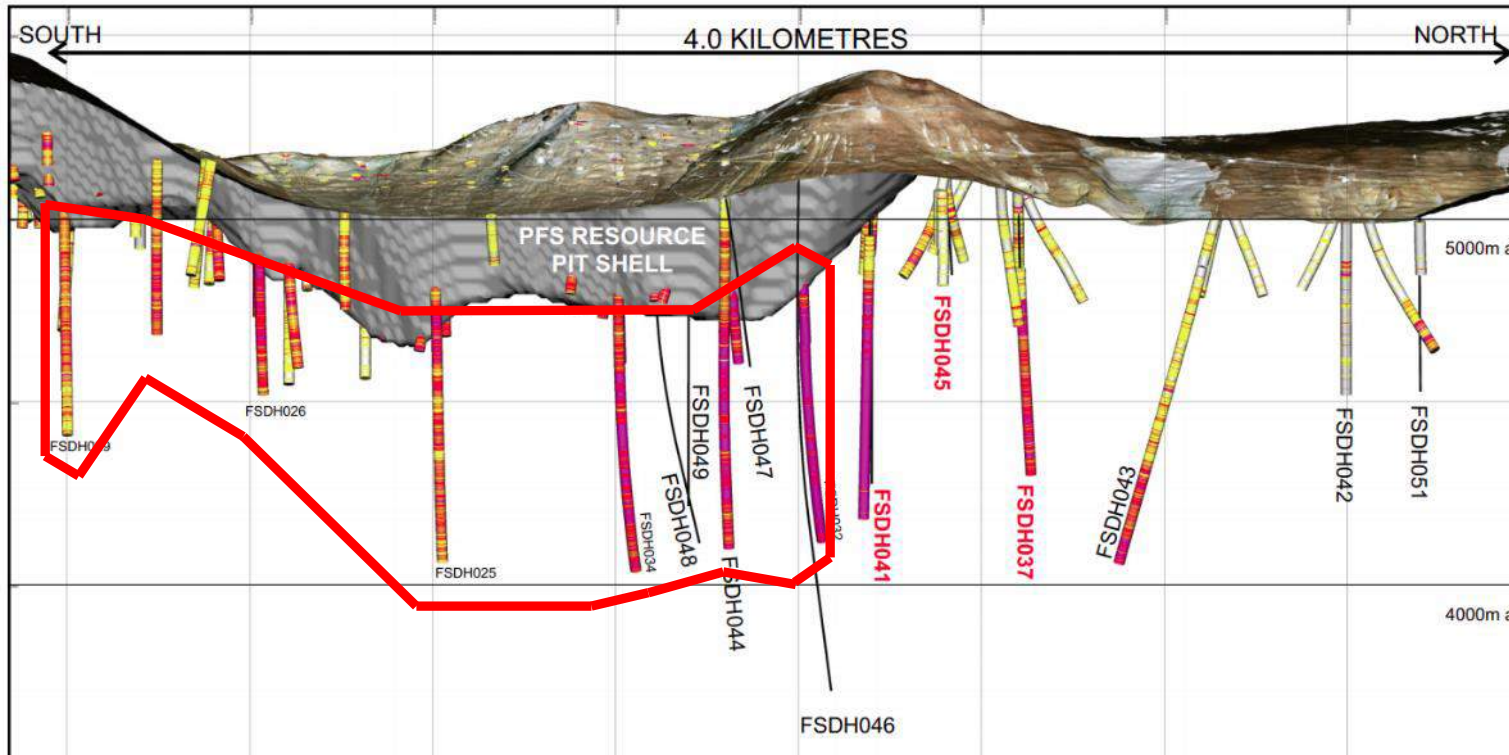 SOUTH
4.0 KILOMETRES
NORTH
PFS RESOURCE
PIT SHELL
5000m a
FSDH026
FSDH025
FSDH034
FSDH048
FSDH049
FSDH044
FSDH047
FSDH046
FSDH041
FSDH045
FSDH037
FSDH043
FSDH042
FSDH051
4000m a